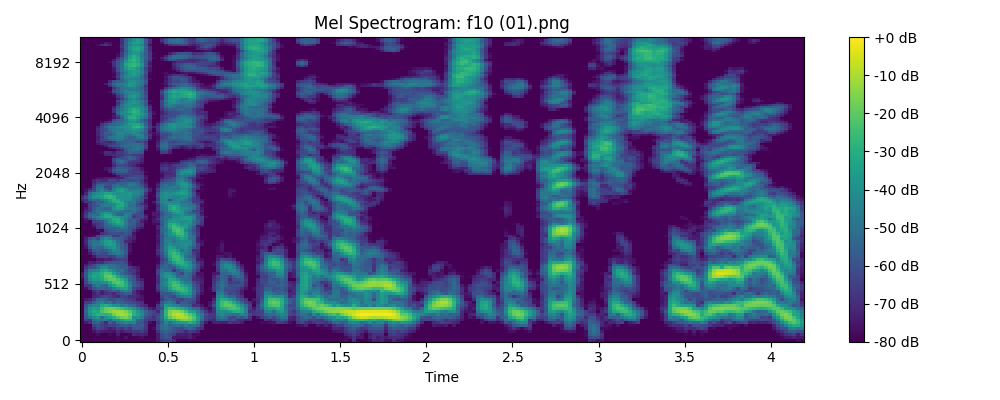 Mel Spectrogram: f10 (01).png
Hz
8192
4096
2048
1024
512
0
0 0.5 1 1.5 2 2.5 3 3.5 4
Time
+0 dB
-10 dB
-20 dB
-30 dB
-40 dB
-50 dB
-60 dB
-70 dB
-80 dB